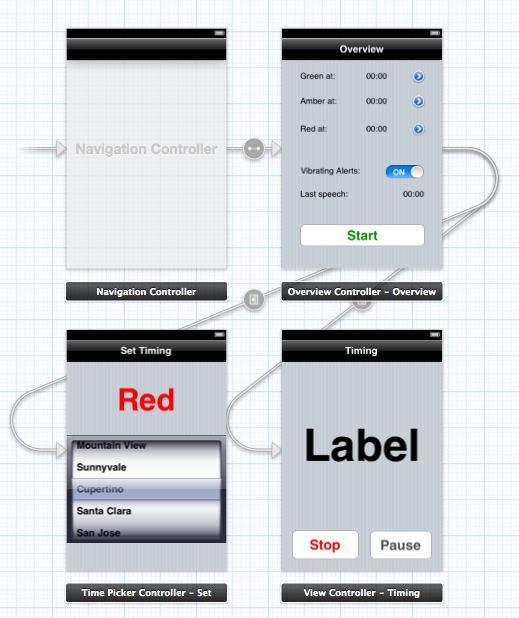 Navigation Controller
Navigation Controller
Overview
Green at: 00:00
Amber at: 00:00
Red at: 00:00
Vibrating Alerts: ON
Last speech: 00:00
Start
Overview Controller - Overview
Set Timing
Red
Mountain View
Sunnyvale
Cupertino
Santa Clara
San Jose
Time Picker Controller - Set
Timing
Label
Stop Pause
View Controller - Timing